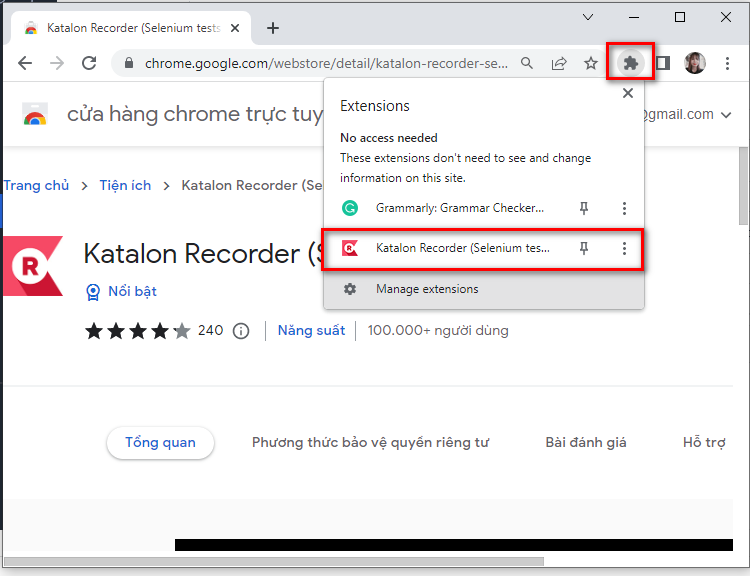 Katalon Recorder (Selenium tests
chrome.google.com/webstore/detail/katalon-recorder-se...
cửa hàng chrome trực tuy
@gmail.com
Extensions
No access needed
These extensions don't need to see and change
information on this site.
Grammarly: Grammar Checker...
Katalon Recorder (Selenium tes...
Manage extensions
Trang chủ
Tiện ích
Katalon Recorder (Se
R
Katalon Recorder (
Nổi bật
240
Năng suất
100.000+ người dùng
Tổng quan
Phương thức bảo vệ quyền riêng tư
Bài đánh giá
Hỗ trợ